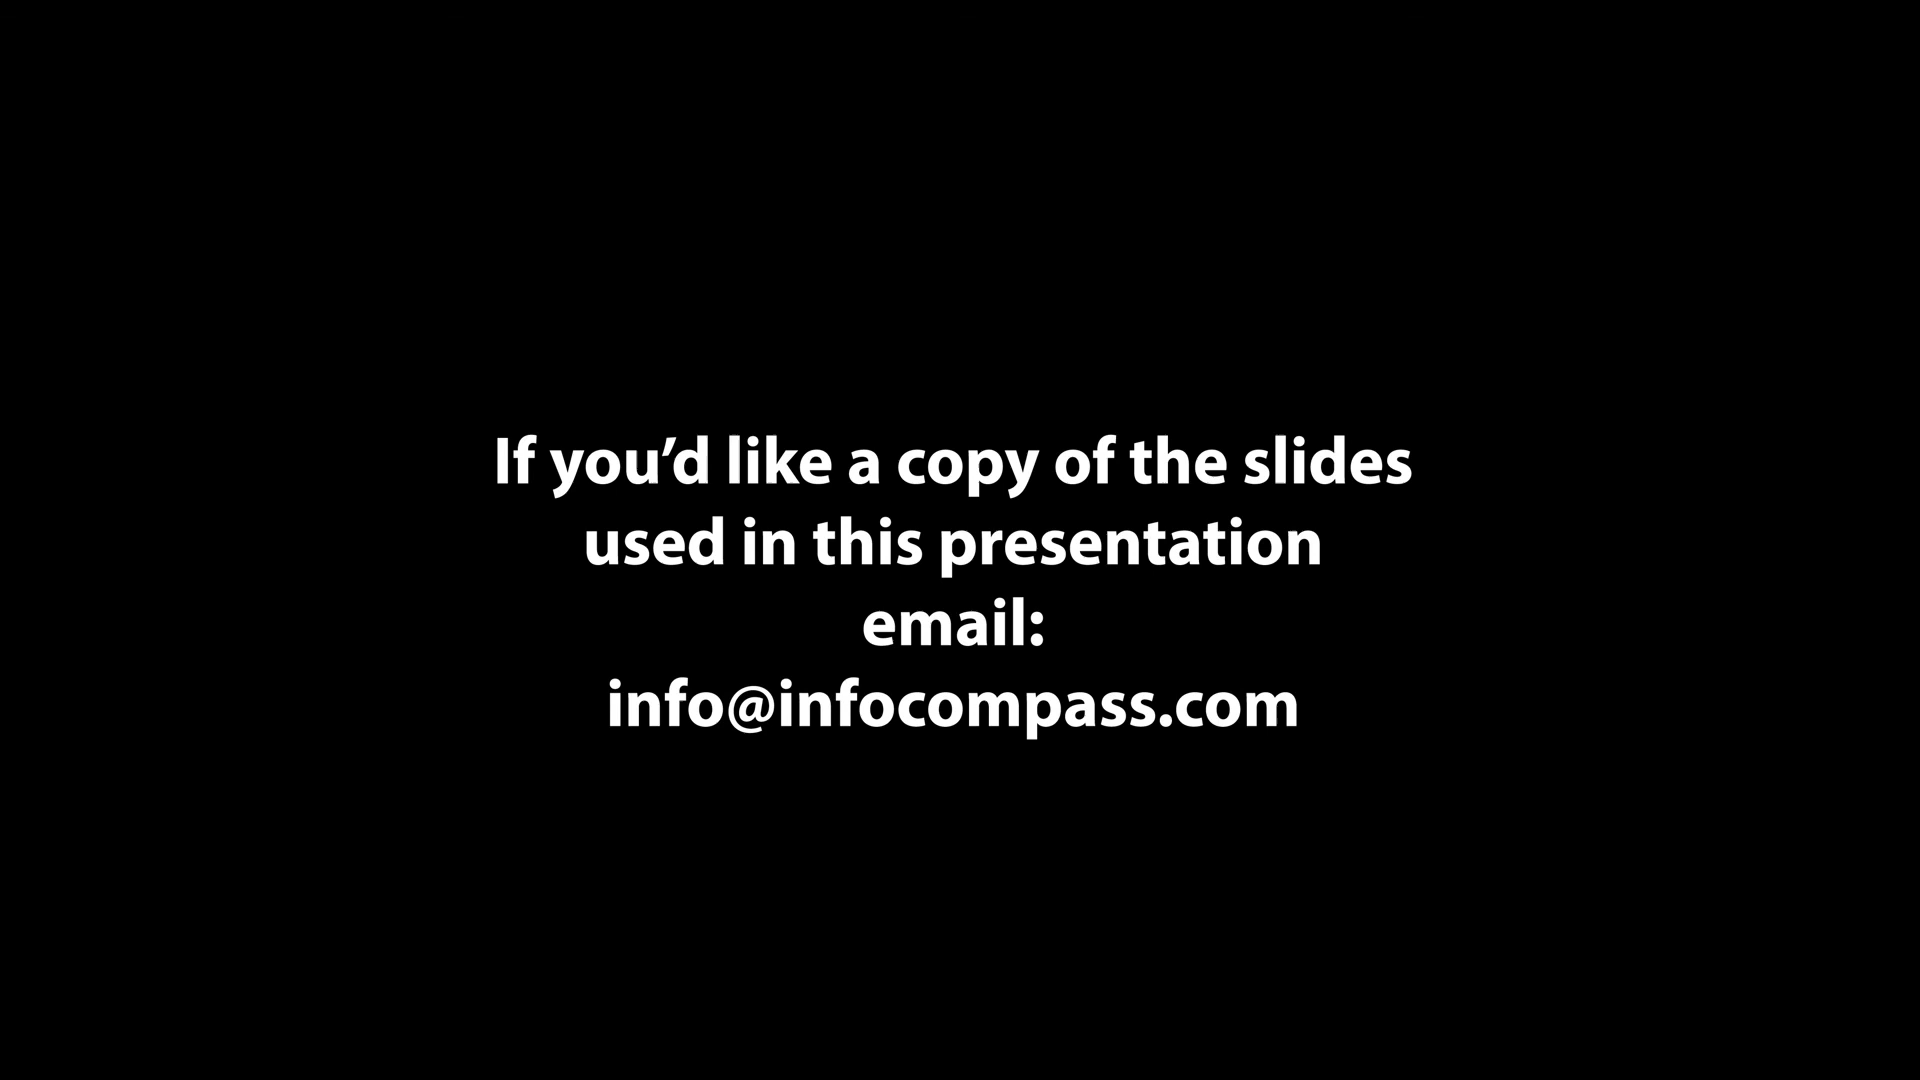 If you’d like a copy of the slides
used in this presentation
email:
info@infocompass.com